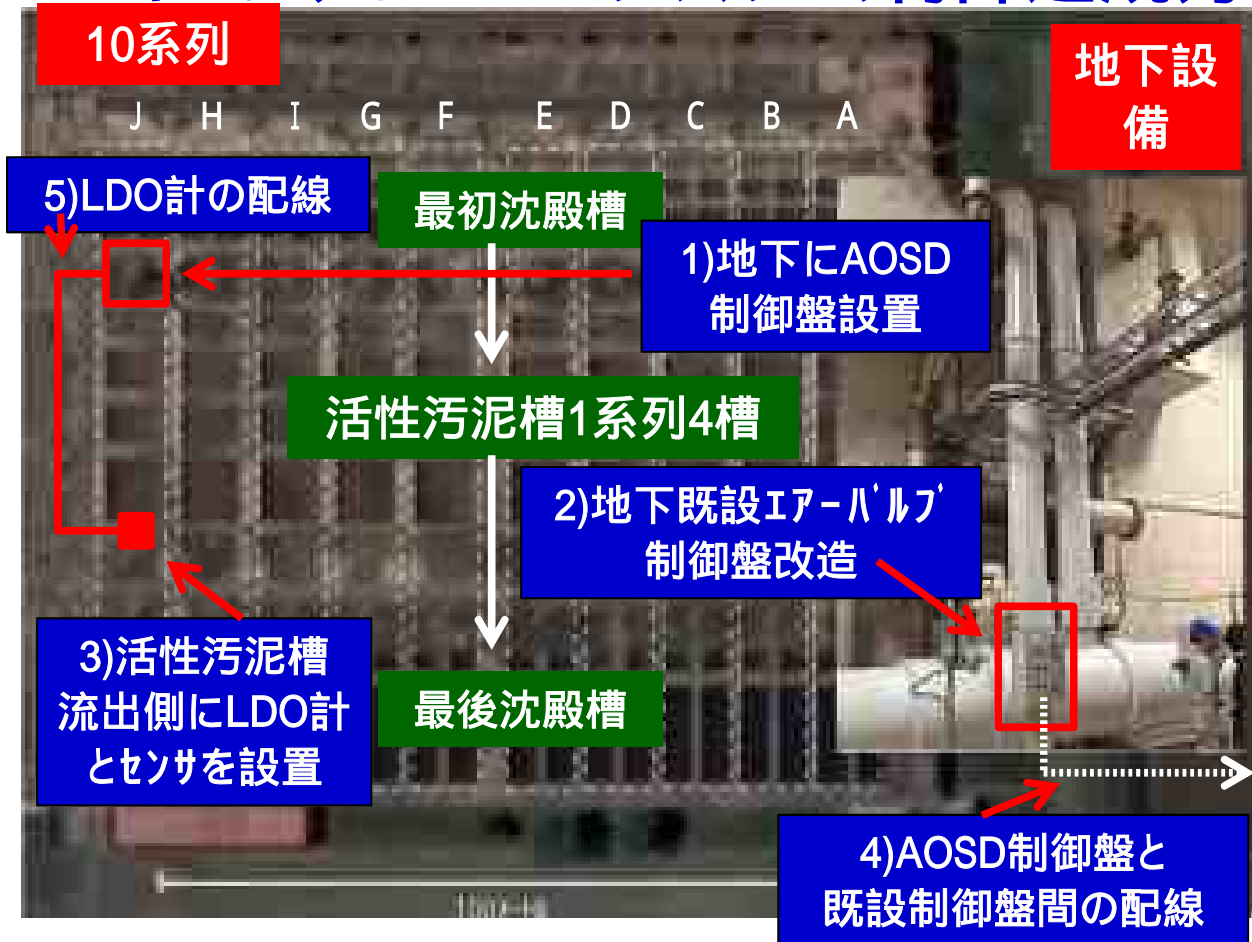 10系列
地下設
備
J H I G F E D C B A
5)LDO計の配線
最初沈殿槽
1)地下にAOSD
制御盤設置
活性汚泥槽1系列4槽
2)地下既設ｴｱｰﾊﾞﾙﾌﾞ
制御盤改造
3)活性汚泥槽
流出側にLDO計
とｾﾝｻを設置
最後沈殿槽
4)AOSD制御盤と
既設制御盤間の配線